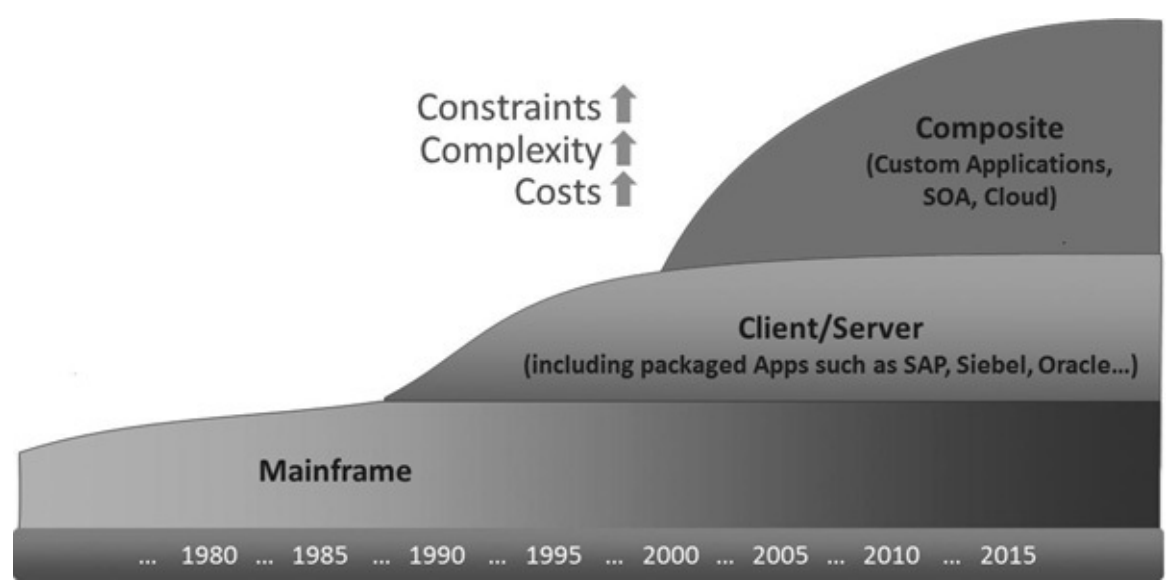 Constraints
Complexity
Costs
Composite
(Custom Applications,
SOA, Cloud)
Client/Server
(including packaged Apps such as SAP, Siebel, Oracle...)
Mainframe
... 1980 ... 1985 ... 1990 ... 1995 ... 2000 ... 2005 ... 2010 ... 2015